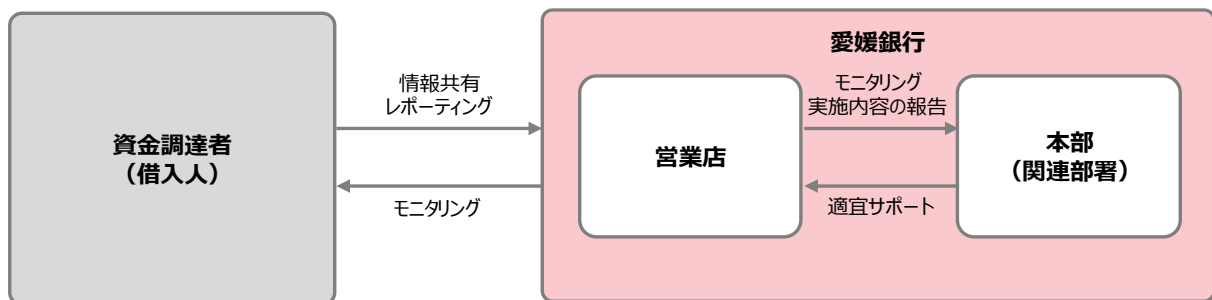 資金調達者
（借入人）
情報共有
レポーティング
モニタリング
愛媛銀行
営業店
モニタリング
実施内容の報告
適宜サポート
本部
（関連部署）